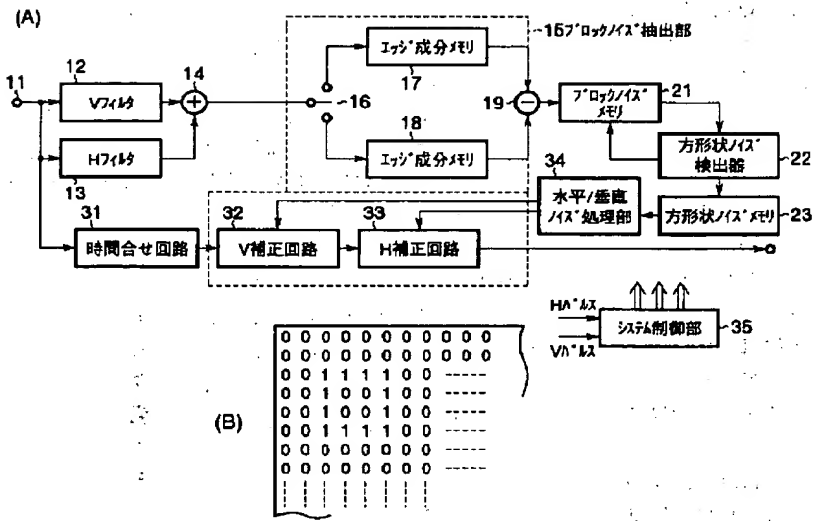 (A)
11
12
Vフィルタ
14
+
Hフィルタ
13
16
エッジ成分メモリ
17
18
エッジ成分メモリ
15ブロックノイズ抽出部
19
−
21
ブロックノイズ
メモリ
方形状ノイズ
検出器
22
34
水平/垂直
ノイズ処理部
方形状ノイズメモリ
23
31
時間合せ回路
32
V補正回路
33
H補正回路
Hパルス
Vパルス
システム制御部
35
(B)
0 0 0 0 0 0 0 0 0 0
0 0 0 0 0 0 0 0 0 0
0 0 1 1 1 1 0 0
0 0 1 0 0 1 0 0
0 0 1 0 0 1 0 0
0 0 1 1 1 1 0 0
0 0 0 0 0 0 0 0
0 0 0 0 0 0 0 0